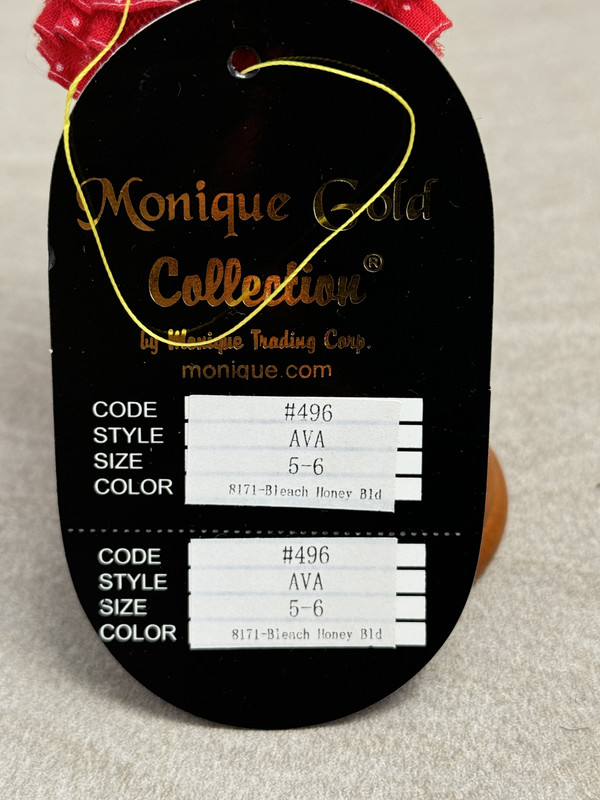 Monique Gold
Collection®
by Monique Trading Corp.
monique.com
CODE #496
STYLE AVA
SIZE 5-6
COLOR 8171-Bleach Honey Bld
CODE #496
STYLE AVA
SIZE 5-6
COLOR 8171-Bleach Honey Bld